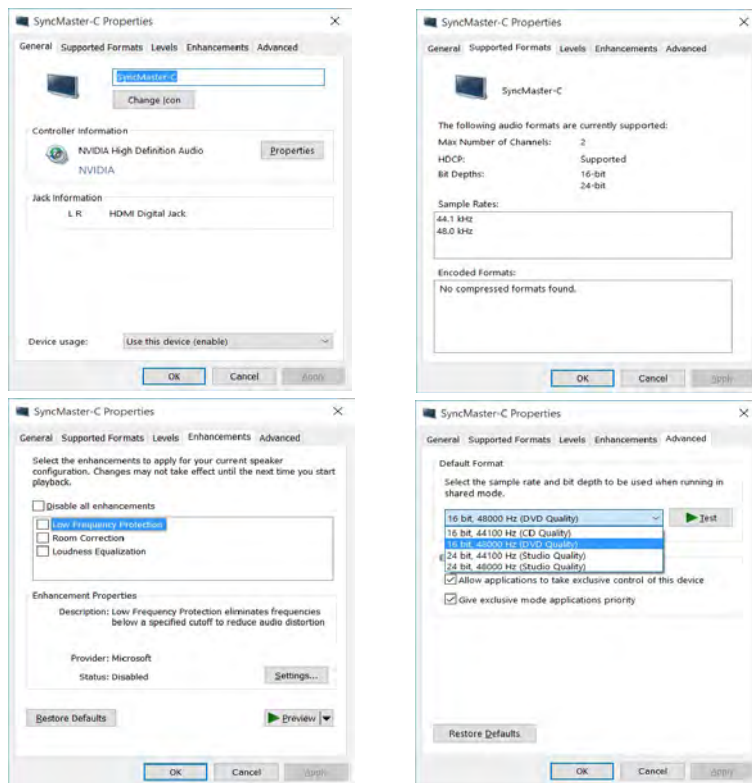 SyncMaster-C Properties
General Supported Formats Levels Enhancements Advanced
SyncMaster-C
Change Icon
Controller Information
NVIDIA High Definition Audio
Properties
NVIDIA
Jack Information
L R HDMI Digital Jack
Device usage: Use this device (enable)
OK Cancel Apply
SyncMaster-C Properties
General Supported Formats Levels Enhancements Advanced
SyncMaster-C
The following audio formats are currently supported:
Max Number of Channels: 2
HDCP: Supported
Bit Depths: 16-bit
24-bit
Sample Rates:
44.1 kHz
48.0 kHz
Encoded Formats:
No compressed formats found.
OK Cancel Apply
SyncMaster-C Properties
General Supported Formats Levels Enhancements Advanced
Select the enhancements to apply for your current speaker
configuration. Changes may not take effect until the next time you start
playback.
Disable all enhancements
Low Frequency Protection
Room Correction
Loudness Equalization
Enhancement Properties
Description: Low Frequency Protection eliminates frequencies
below a specified cutoff to reduce audio distortion
Provider: Microsoft
Status: Disabled
Settings...
Restore Defaults
Preview
OK Cancel Apply
SyncMaster-C Properties
General Supported Formats Levels Enhancements Advanced
Default Format
Select the sample rate and bit depth to be used when running in
shared mode.
16 bit, 48000 Hz (DVD Quality)
Test
16 bit, 44100 Hz (CD Quality)
16 bit, 48000 Hz (DVD Quality)
24 bit, 44100 Hz (Studio Quality)
24 bit, 48000 Hz (Studio Quality)
Allow applications to take exclusive control of this device
Give exclusive mode applications priority
Restore Defaults
OK Cancel Apply